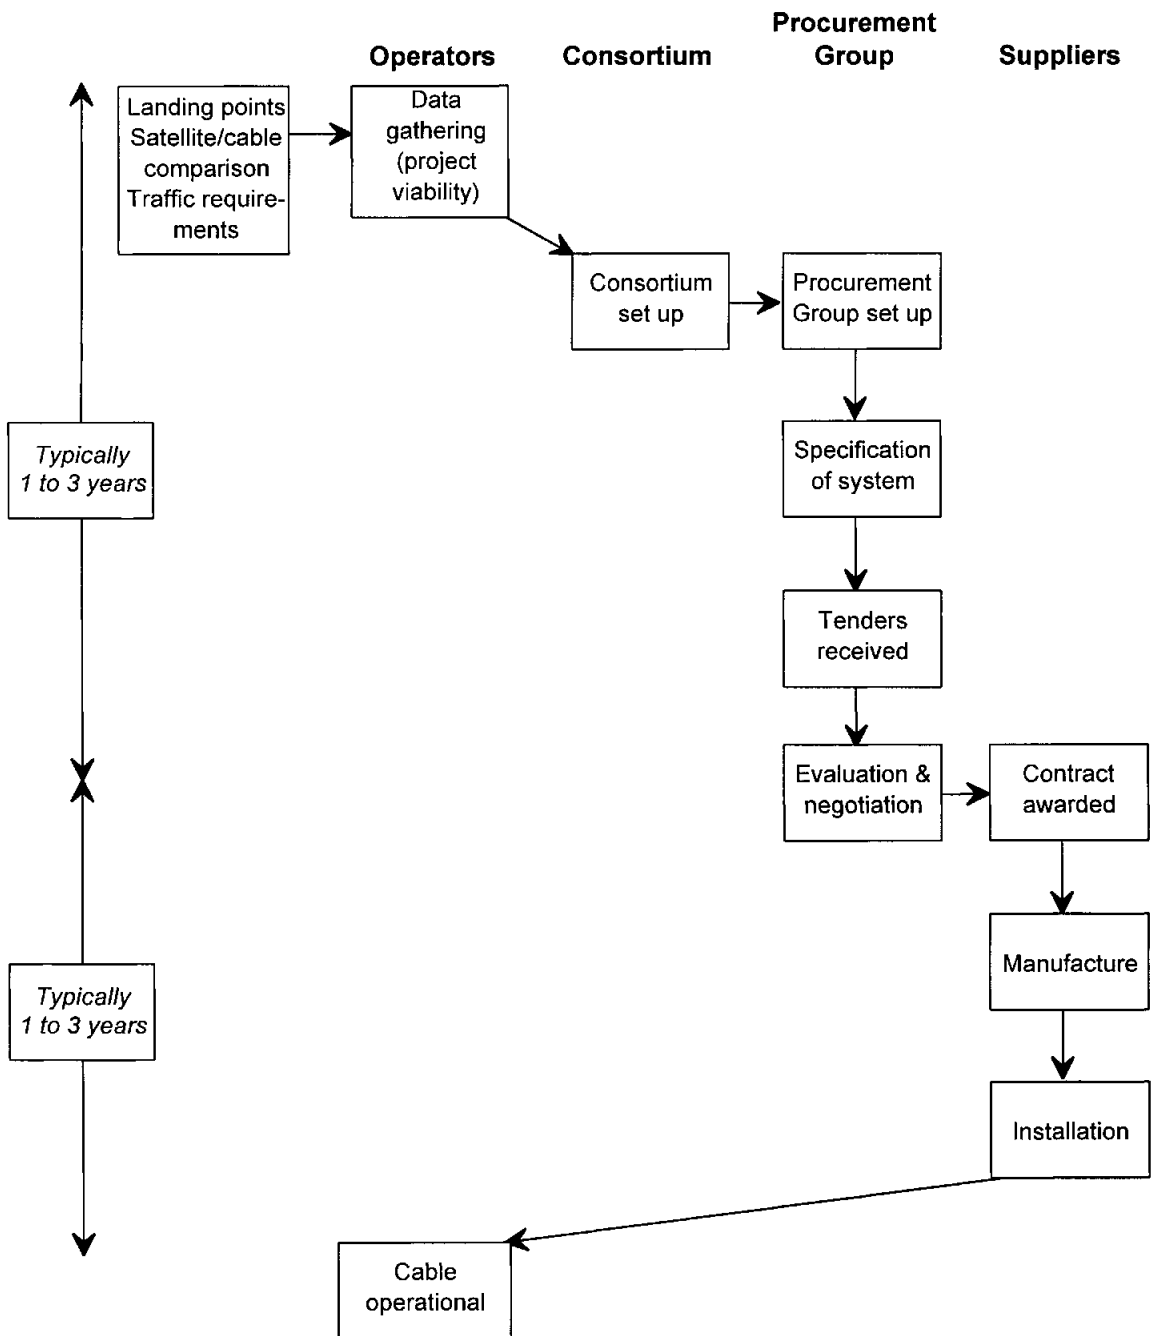 Procurement
Operators Consortium Group Suppliers
Landing points
Satellite/cable
comparison
Traffic require-
ments
Data
gathering
(project
viability)
Consortium
set up
Procurement
Group set up
Typically
1 to 3 years
Specification
of system
Tenders
received
Evaluation &
negotiation
Contract
awarded
Manufacture
Typically
1 to 3 years
Installation
Cable
operational